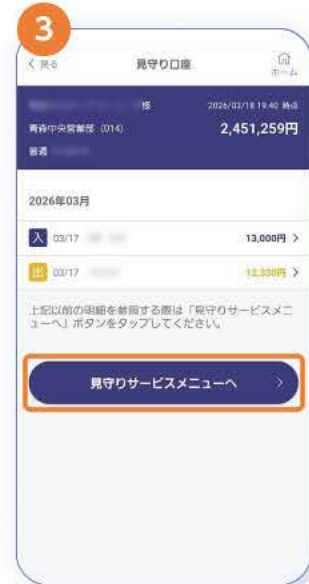 3
戻る
見守り口座
ホーム
様
2026/03/18 19:40 時点
青森中央営業部 (014)
2,451,259円
普通
2026年03月
入 03/17 13,000円
出 03/17 12,330円
上記以前の明細を参照する際は「見守りサービスメニ
ューへ」ボタンをタップしてください。
見守りサービスメニューへ